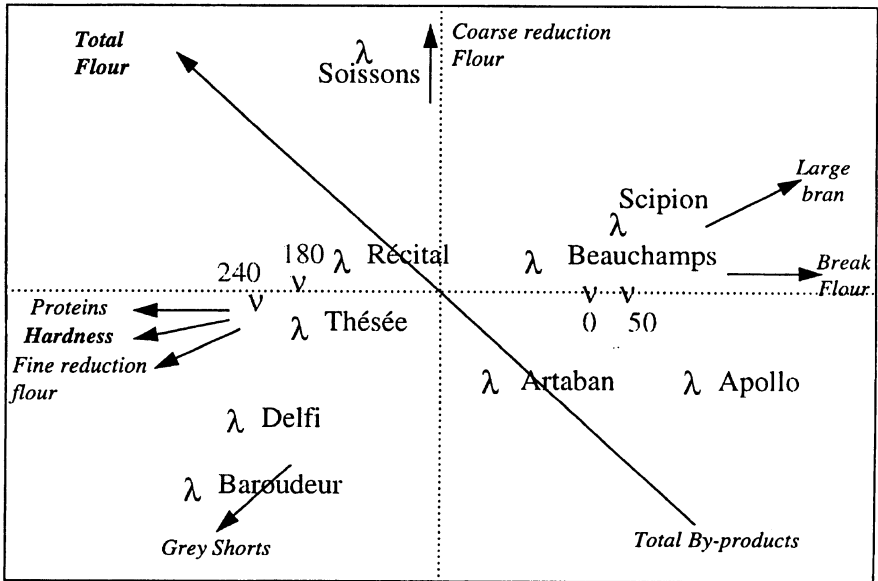 Total
Flour
λ
Soissons
Coarse reduction
Flour
Large
bran
Scipion
λ
180
ν
λ Récital
λ Beauchamps
Break
Flour
240
ν
ν ν
0 50
Proteins
Hardness
Fine reduction
flour
λ Thésée
λ Artaban
λ Apollo
λ Delfi
λ Baroudeur
Grey Shorts
Total By-products